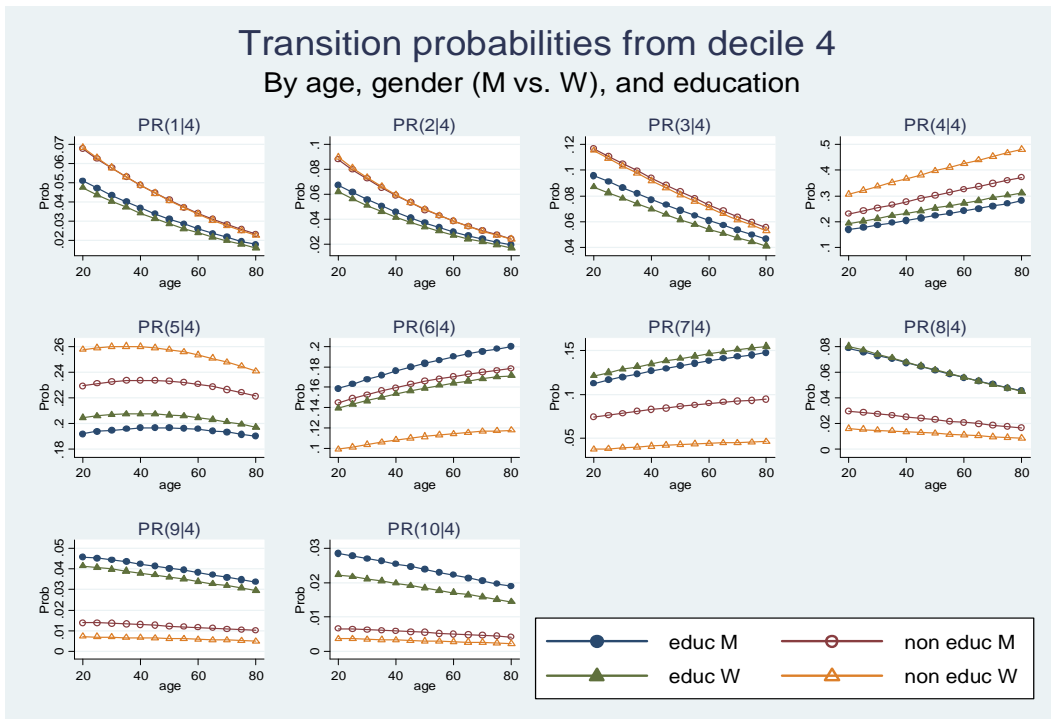 Transition probabilities from decile 4
By age, gender (M vs. W), and education
PR(1|4)
Prob
.02.03.04.05.06.07
20 40 60 80
age
PR(2|4)
Prob
.02 .04 .06 .08 .1
20 40 60 80
age
PR(3|4)
Prob
.04 .06 .08 .1 .12
20 40 60 80
age
PR(4|4)
Prob
.1 .2 .3 .4 .5
20 40 60 80
age
PR(5|4)
Prob
.18 .2 .22 .24 .26
20 40 60 80
age
PR(6|4)
Prob
.1 .12 .14 .16 .18 .2
20 40 60 80
age
PR(7|4)
Prob
.05 .1 .15
20 40 60 80
age
PR(8|4)
Prob
0 .02 .04 .06 .08
20 40 60 80
age
PR(9|4)
Prob
0 .01 .02 .03 .04 .05
20 40 60 80
age
PR(10|4)
Prob
0 .01 .02 .03
20 40 60 80
age
educ M non educ M
educ W non educ W